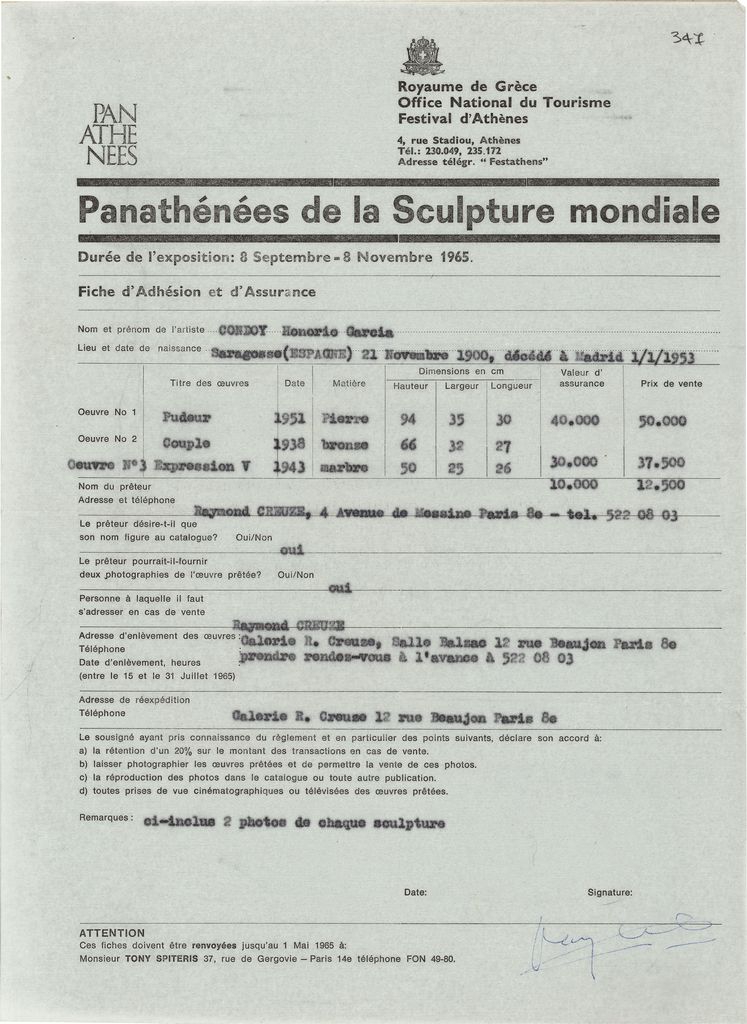 347
PAN
ATHE
NEES
Royaume de Grèce
Office National du Tourisme
Festival d'Athènes
4, rue Stadiou, Athènes
Tél.: 230.049, 235.172
Adresse télégr. “ Festathens”
Panathénées de la Sculpture mondiale
Durée de l'exposition: 8 Septembre - 8 Novembre 1965.
Fiche d'Adhésion et d'Assurance
Nom et prénom de l'artiste CONDOY Honorio Garcia
Lieu et date de naissance Saragosse(ESPAGNE) 21 Novembre 1900, décédé à Madrid 1/1/1953
Titre des œuvres Date Matière Dimensions en cm Hauteur Largeur Longueur Valeur d'assurance Prix de vente
Oeuvre No 1 Pudeur 1951 Pierre 94 35 30 40.000 50.000
Oeuvre No 2 Couple 1938 bronze 66 32 27 30.000 37.500
Oeuvre N°3 Expression V 1943 marbre 50 25 26 10.000 12.500
Nom du prêteur
Adresse et téléphone
Raymond CREUZE, 4 Avenue de Messine Paris 8e - tel. 522 08 03
Le prêteur désire-t-il que
son nom figure au catalogue? Oui/Non
oui
Le prêteur pourrait-il-fournir
deux photographies de l'œuvre prêtée? Oui/Non
oui
Personne à laquelle il faut
s'adresser en cas de vente
Raymond CREUZE
Adresse d'enlèvement des œuvres : Galerie R. Creuze, Salle Balzac 12 rue Beaujon Paris 8e
Téléphone
Date d'enlèvement, heures : prendre rendez-vous à l'avance à 522 08 03
(entre le 15 et le 31 Juillet 1965)
Adresse de réexpédition
Téléphone
Galerie R. Creuze 12 rue Beaujon Paris 8e
Le sousigné ayant pris connaissance du règlement et en particulier des points suivants, déclare son accord à:
a) la rétention d'un 20% sur le montant des transactions en cas de vente.
b) laisser photographier les œuvres prêtées et de permettre la vente de ces photos.
c) la réproduction des photos dans le catalogue ou toute autre publication.
d) toutes prises de vue cinématographiques ou télévisées des œuvres prêtées.
Remarques : ci-inclus 2 photos de chaque sculpture
Date: Signature:
ATTENTION
Ces fiches doivent être renvoyées jusqu'au 1 Mai 1965 à:
Monsieur TONY SPITERIS 37, rue de Gergovie – Paris 14e téléphone FON 49-80.